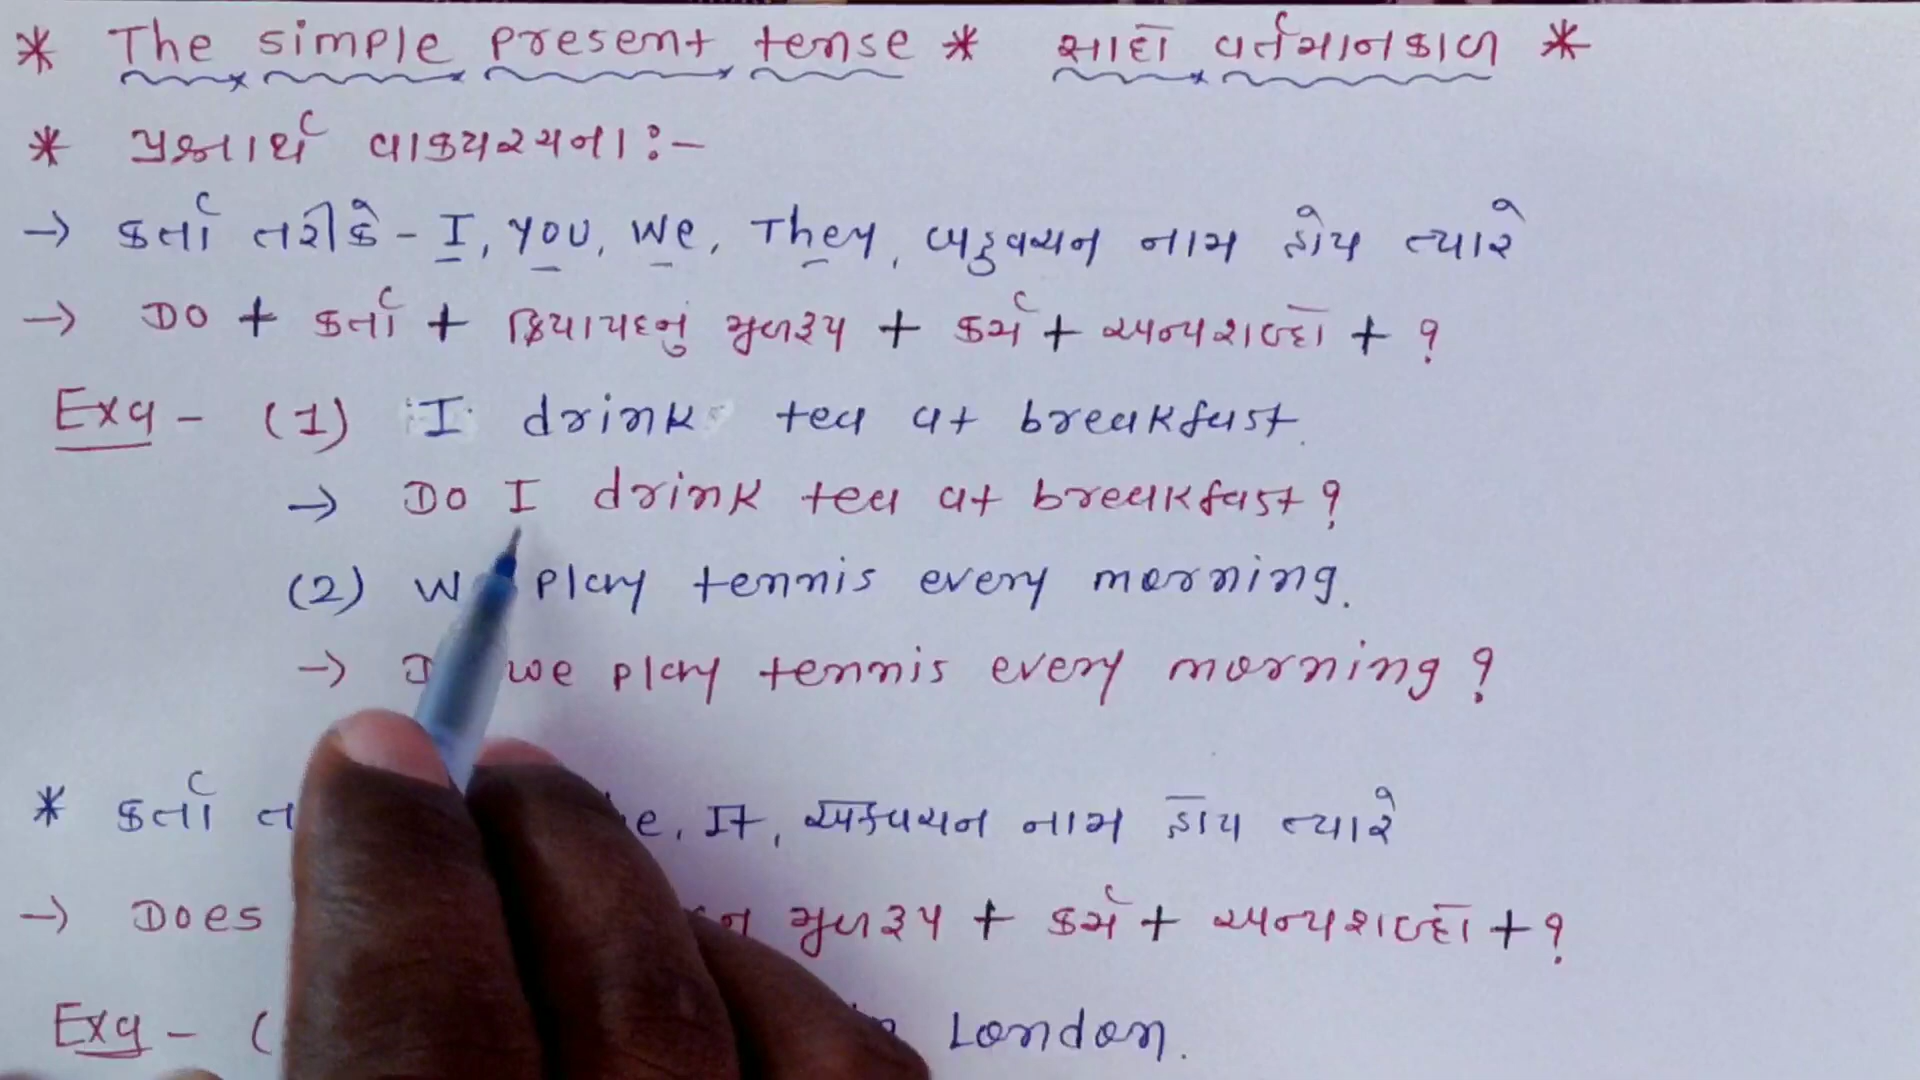 * The simple present tense * સાદો વર્તમાનકાળ *
* પ્રશ્નાર્થ વાક્યરચના :-
→ કર્તા તરીકે - I, you, we, They, બહુવચન નામ હોય ત્યારે
→ Do + કર્તા + ક્રિયાપદનું મુળરૂપ + કર્મ + અન્યશબ્દો + ?
Exa - (1) I drink tea at breakfast.
→ Do I drink tea at breakfast?
(2) We play tennis every morning.
→ Do we play tennis every morning?
* કર્તા It, એકવચન નામ હોય ત્યારે
→ Does મુળરૂપ + કર્મ + અન્યશબ્દો + ?
Exa - ( London.